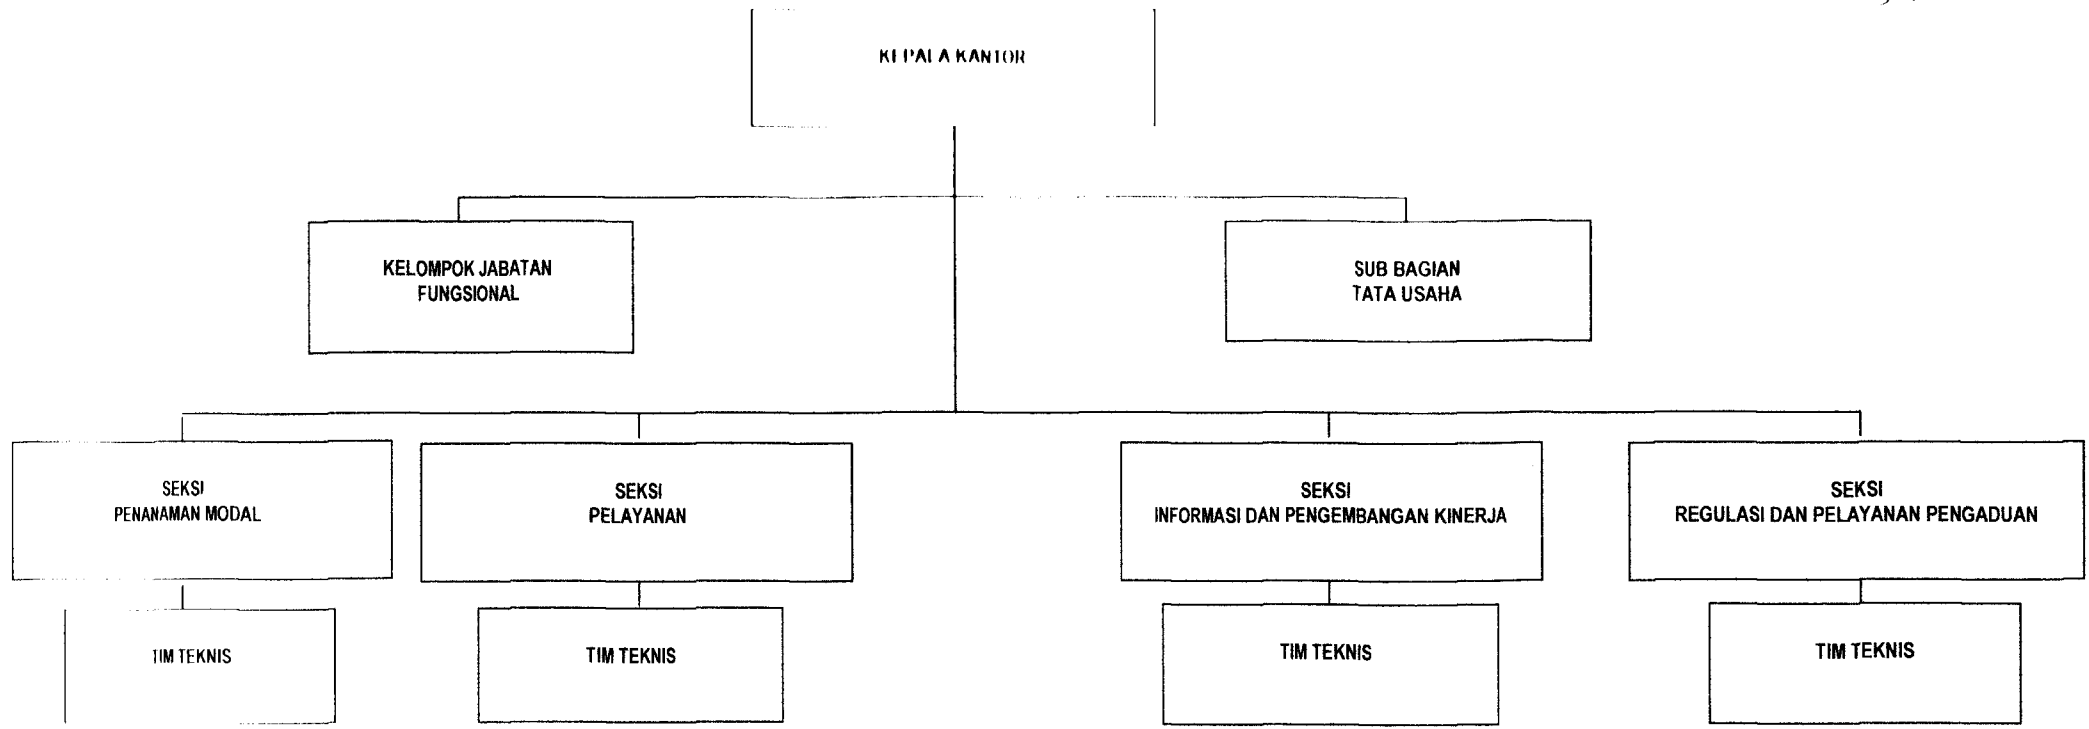 KEPALA KANTOR
KELOMPOK JABATAN
FUNGSIONAL
SUB BAGIAN
TATA USAHA
SEKSI
PENANAMAN MODAL
SEKSI
PELAYANAN
SEKSI
INFORMASI DAN PENGEMBANGAN KINERJA
SEKSI
REGULASI DAN PELAYANAN PENGADUAN
TIM TEKNIS
TIM TEKNIS
TIM TEKNIS
TIM TEKNIS